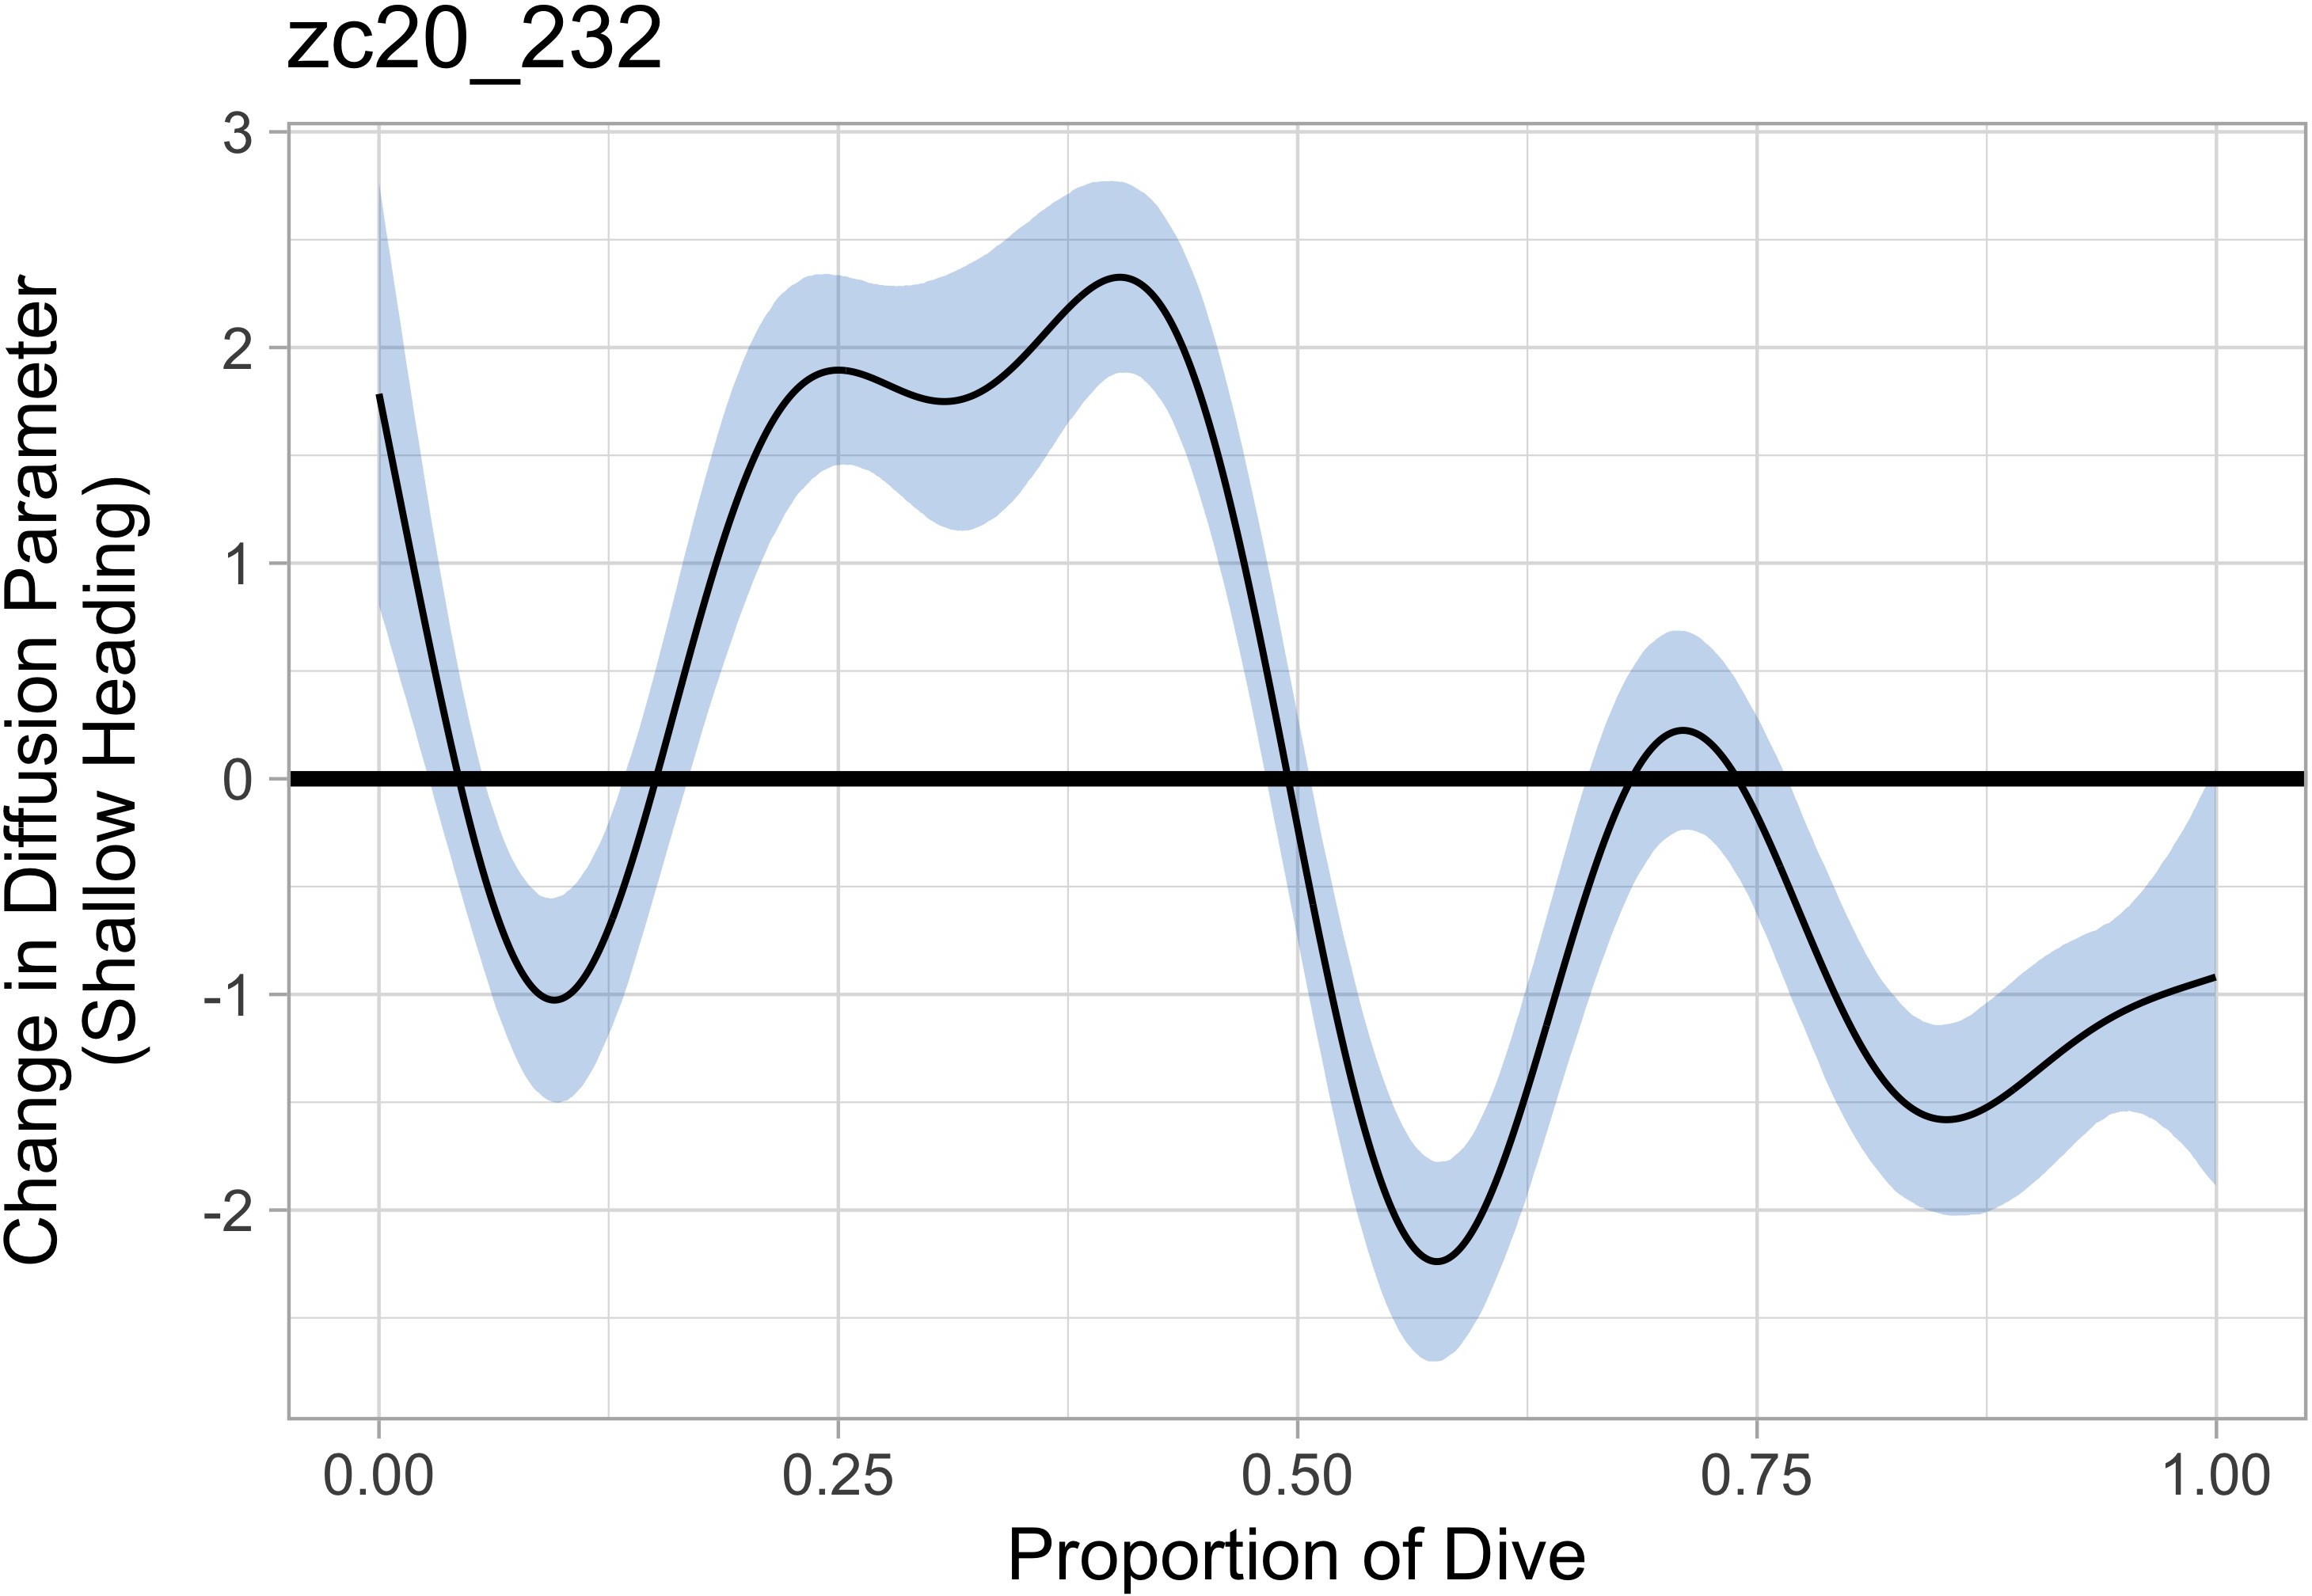 zc20_232
Change in Diffusion Parameter
(Shallow Heading)
3
2
1
0
-1
-2
0.00 0.25 0.50 0.75 1.00
Proportion of Dive